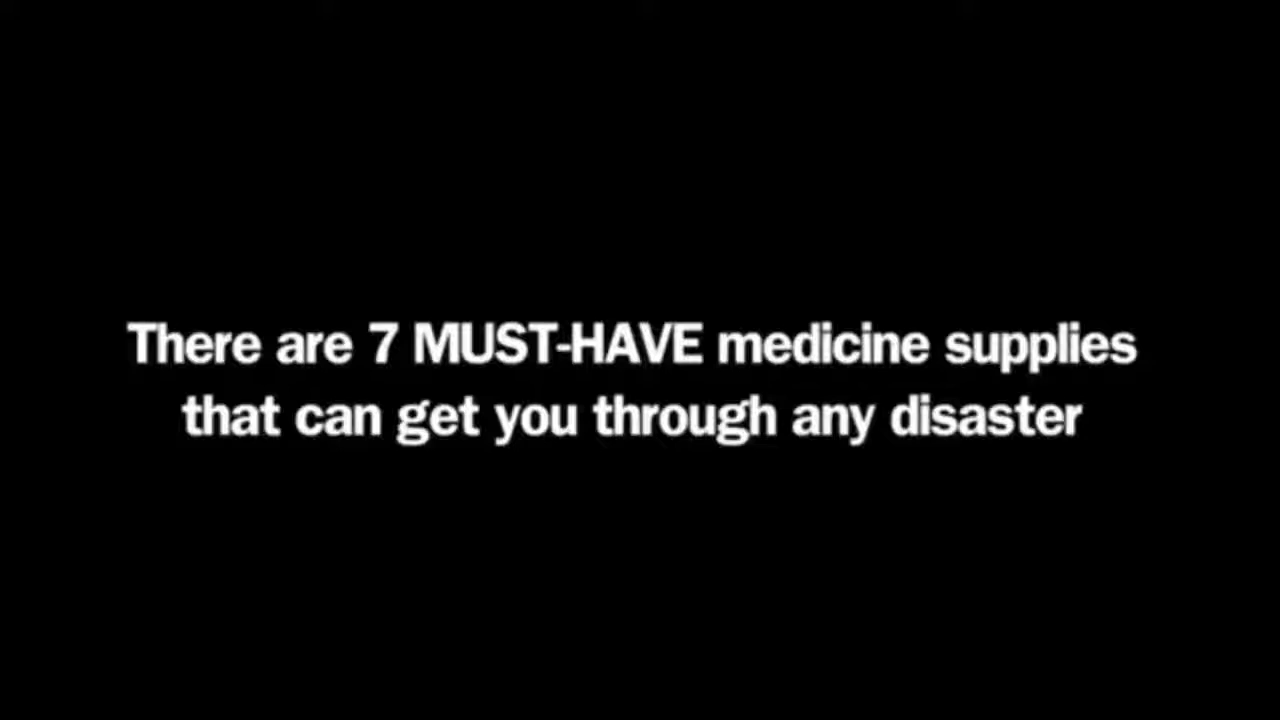 There are 7 MUST-HAVE medicine supplies
that can get you through any disaster